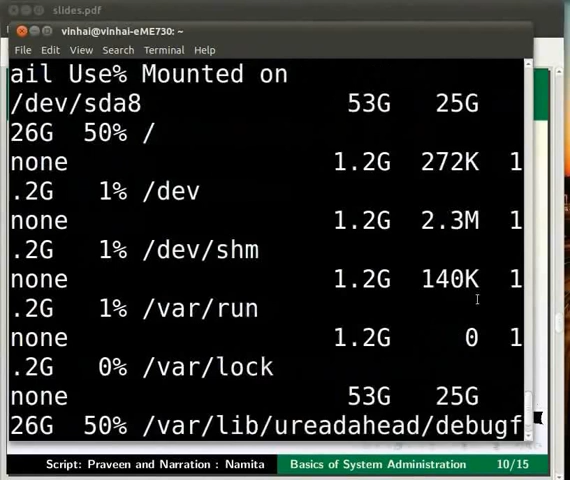 slides.pdf
vinhai@vinhai-eME730: ~
File Edit View Search Terminal Help
ail Use% Mounted on
/dev/sda8 53G 25G
26G 50% /
none 1.2G 272K 1
.2G 1% /dev
none 1.2G 2.3M 1
.2G 1% /dev/shm
none 1.2G 140K 1
.2G 1% /var/run
none 1.2G 0 1
.2G 0% /var/lock
none 53G 25G
26G 50% /var/lib/ureadahead/debugf
Script: Praveen and Narration : Namita Basics of System Administration 10/15